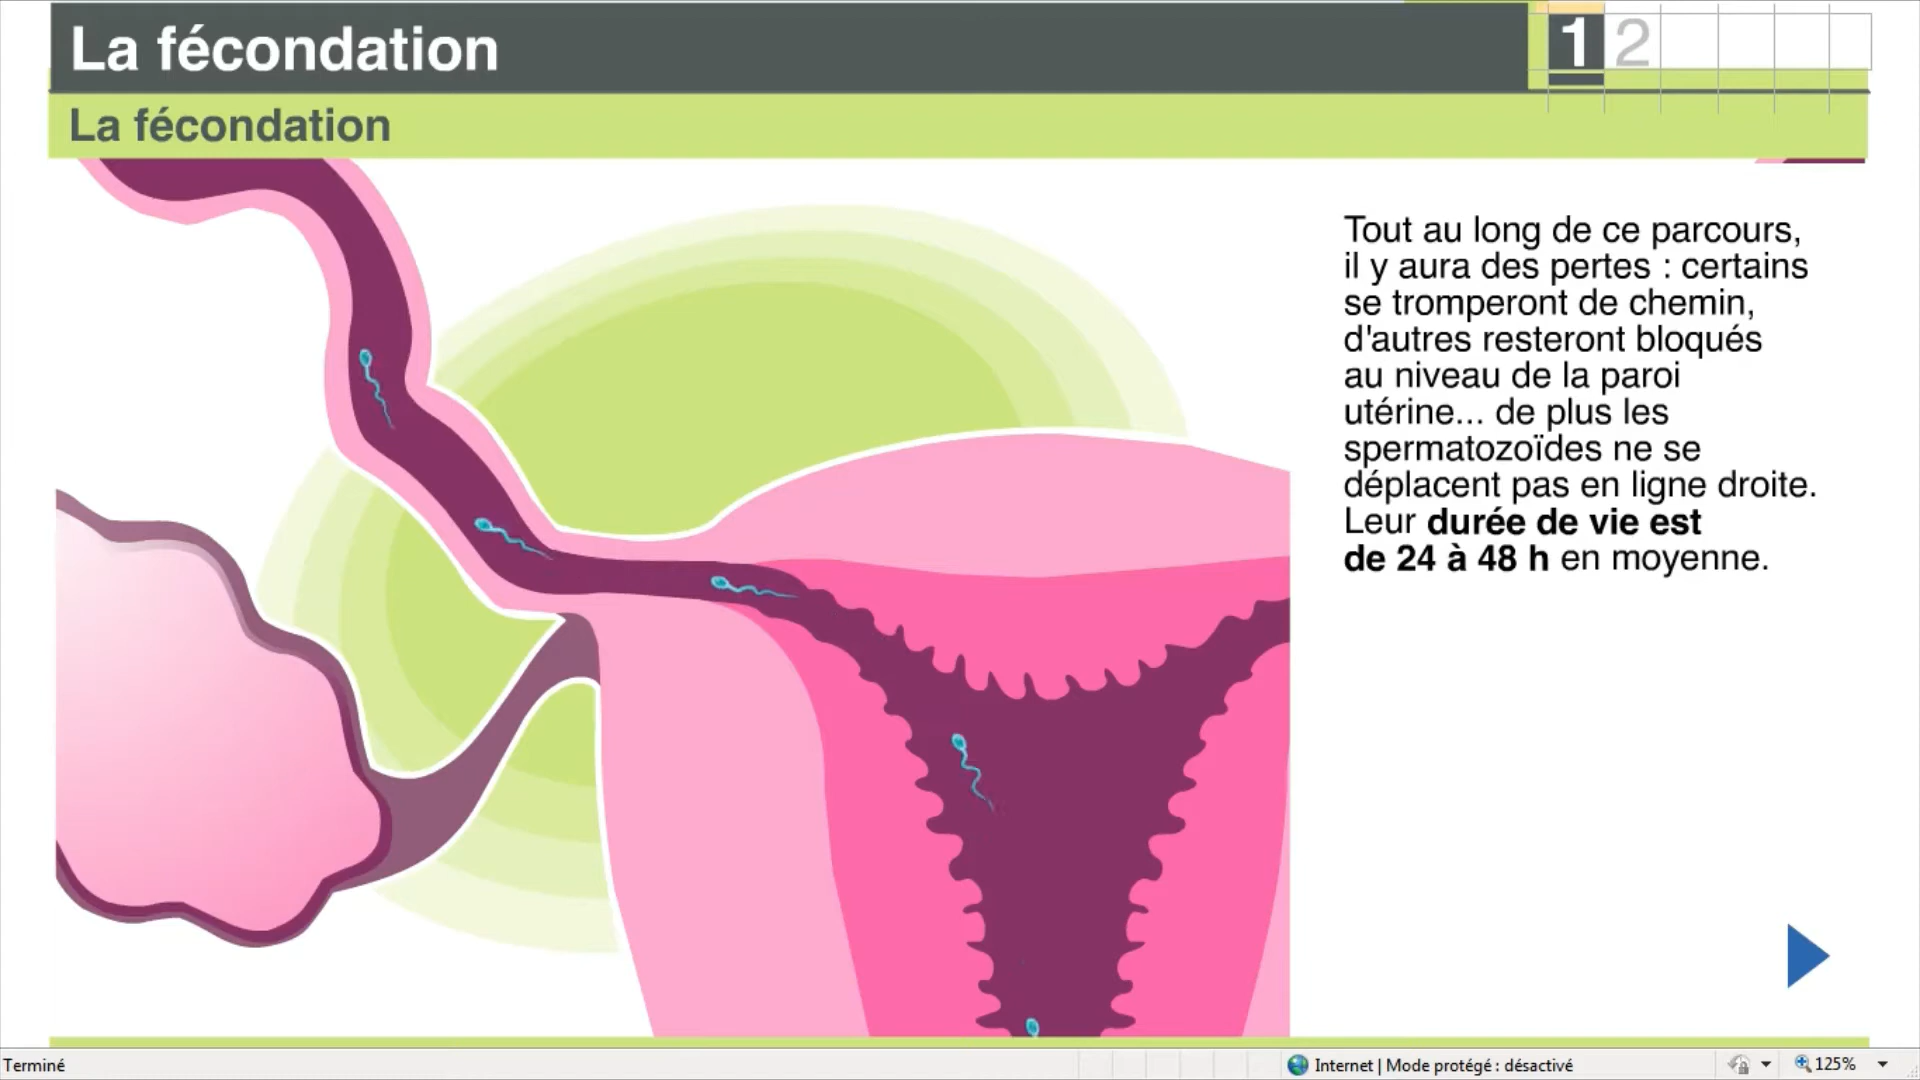 La fécondation
1 2
La fécondation
Tout au long de ce parcours,
il y aura des pertes : certains
se tromperont de chemin,
d'autres resteront bloqués
au niveau de la paroi
utérine... de plus les
spermatozoïdes ne se
déplacent pas en ligne droite.
Leur durée de vie est
de 24 à 48 h en moyenne.
Terminé
Internet | Mode protégé : désactivé
125%